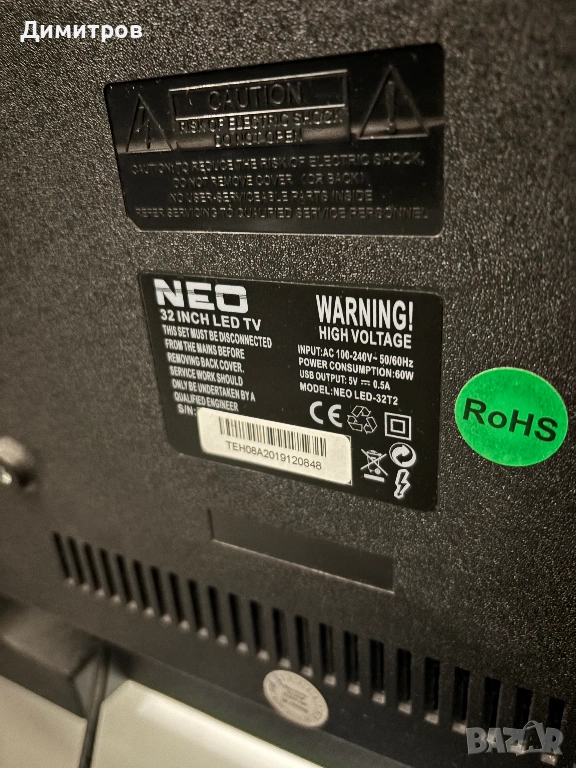 Димитров
CAUTION
RISK OF ELECTRIC SHOCK
DO NOT OPEN
CAUTION:TO REDUCE THE RISK OF ELECTRIC SHOCK,
DO NOT REMOVE COVER (OR BACK).
NO USER-SERVICEABLE PARTS INSIDE
REFER SERVICING TO QUALIFIED SERVICE PERSONNEL
NEO
32 INCH LED TV
THIS SET MUST BE DISCONNECTED
FROM THE MAINS BEFORE
REMOVING BACK COVER.
SERVICE WORK SHOULD
ONLY BE UNDERTAKEN BY A
QUALIFIED ENGINEER
S/N:
TEH08A2019120848
WARNING!
HIGH VOLTAGE
INPUT:AC 100-240V~ 50/60Hz
POWER CONSUMPTION:60W
USB OUTPUT: 5V ⎓ 0.5A
MODEL:NEO LED-32T2
CE
RoHS
BAZAR